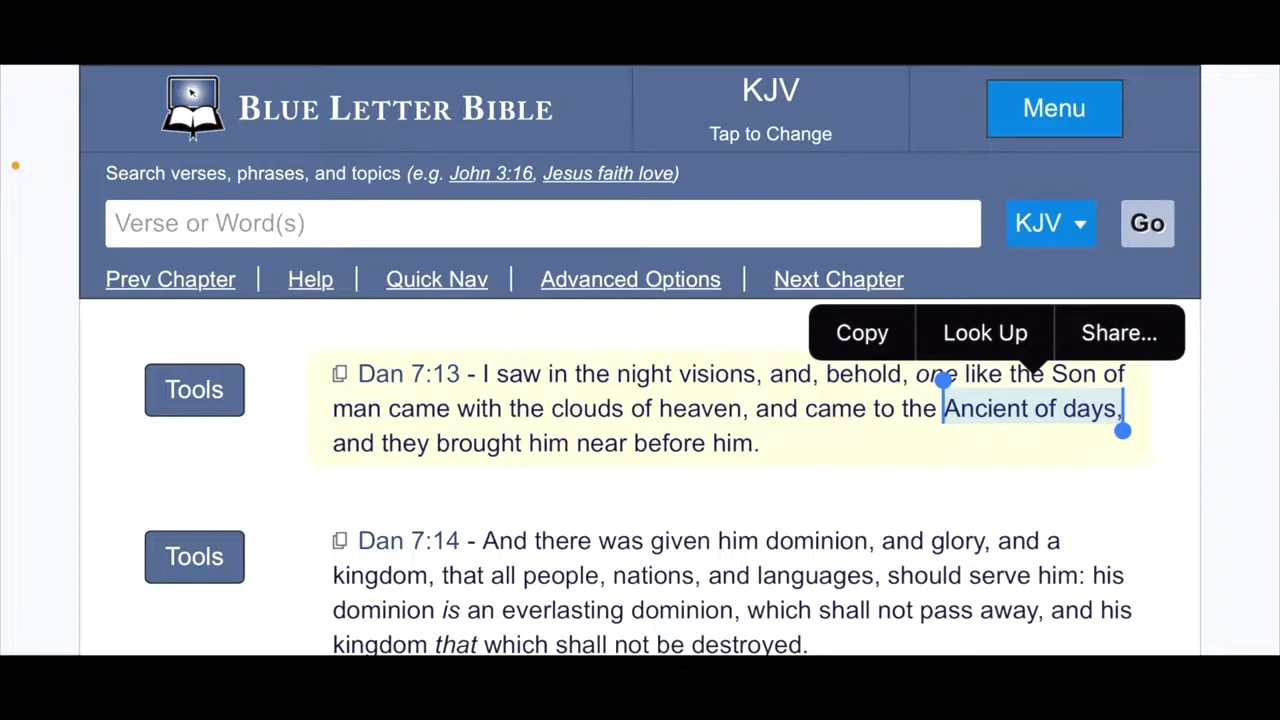 BLUE LETTER BIBLE
KJV
Tap to Change
Menu
Search verses, phrases, and topics (e.g. John 3:16, Jesus faith love)
Verse or Word(s)
KJV
Go
Prev Chapter | Help | Quick Nav | Advanced Options | Next Chapter
Copy
Look Up
Share...
Tools
Dan 7:13 - I saw in the night visions, and, behold, one like the Son of
man came with the clouds of heaven, and came to the Ancient of days,
and they brought him near before him.
Tools
Dan 7:14 - And there was given him dominion, and glory, and a
kingdom, that all people, nations, and languages, should serve him: his
dominion is an everlasting dominion, which shall not pass away, and his
kingdom that which shall not be destroyed.